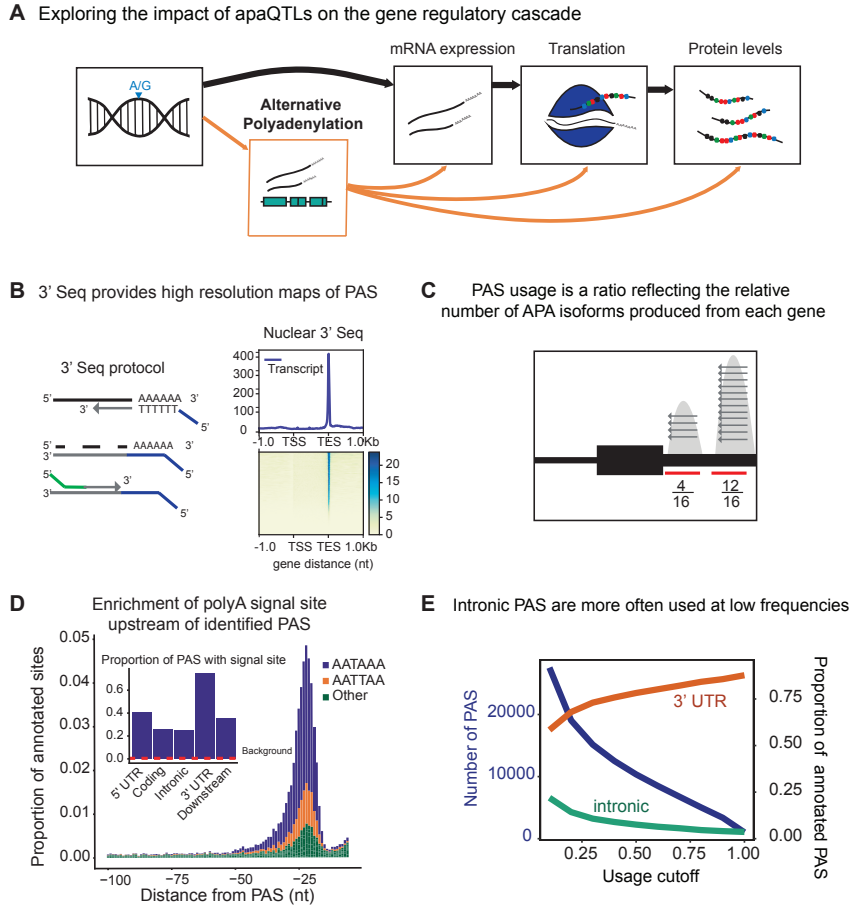 A Exploring the impact of apaQTLs on the gene regulatory cascade
mRNA expression
Translation
Protein levels
A/G
Alternative
Polyadenylation
B 3' Seq provides high resolution maps of PAS
3' Seq protocol
5'
AAAAAA 3'
3'
TTTTTT
5'
5'
AAAAAA 3'
3'
5'
5'
3'
3'
5'
Nuclear 3' Seq
400
300
200
100
0
Transcript
-1.0 TSS TES 1.0Kb
20
15
10
5
0
-1.0 TSS TES 1.0Kb
gene distance (nt)
C PAS usage is a ratio reflecting the relative
number of APA isoforms produced from each gene
4
16
12
16
D Enrichment of polyA signal site
upstream of identified PAS
Proportion of annotated sites
0.05
0.04
0.03
0.02
0.01
0.00
AATAAA
AATTAA
Other
Proportion of PAS with signal site
0.6
0.4
0.2
0.0
Background
5' UTR
Coding
Intronic
3' UTR
Downstream
−100 −75 −50 −25
Distance from PAS (nt)
E Intronic PAS are more often used at low frequencies
Number of PAS
20000
10000
0
3' UTR
intronic
0.75
0.50
0.25
0.00
Proportion of annotated PAS
0.25 0.50 0.75 1.00
Usage cutoff